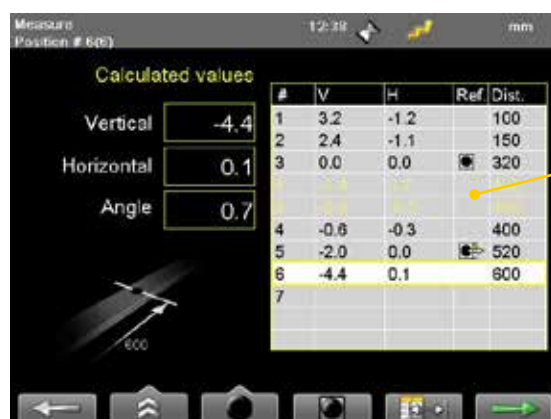 Measure 12:38 mm
Position # 6(6)
Calculated values
# V H Ref. Dist.
Vertical -4.4
Horizontal 0.1
Angle 0.7
1 3.2 -1.2 100
2 2.4 -1.1 150
3 0.0 0.0 320
4 -0.6 -0.3 400
5 -2.0 0.0 520
6 -4.4 0.1 600
7
600